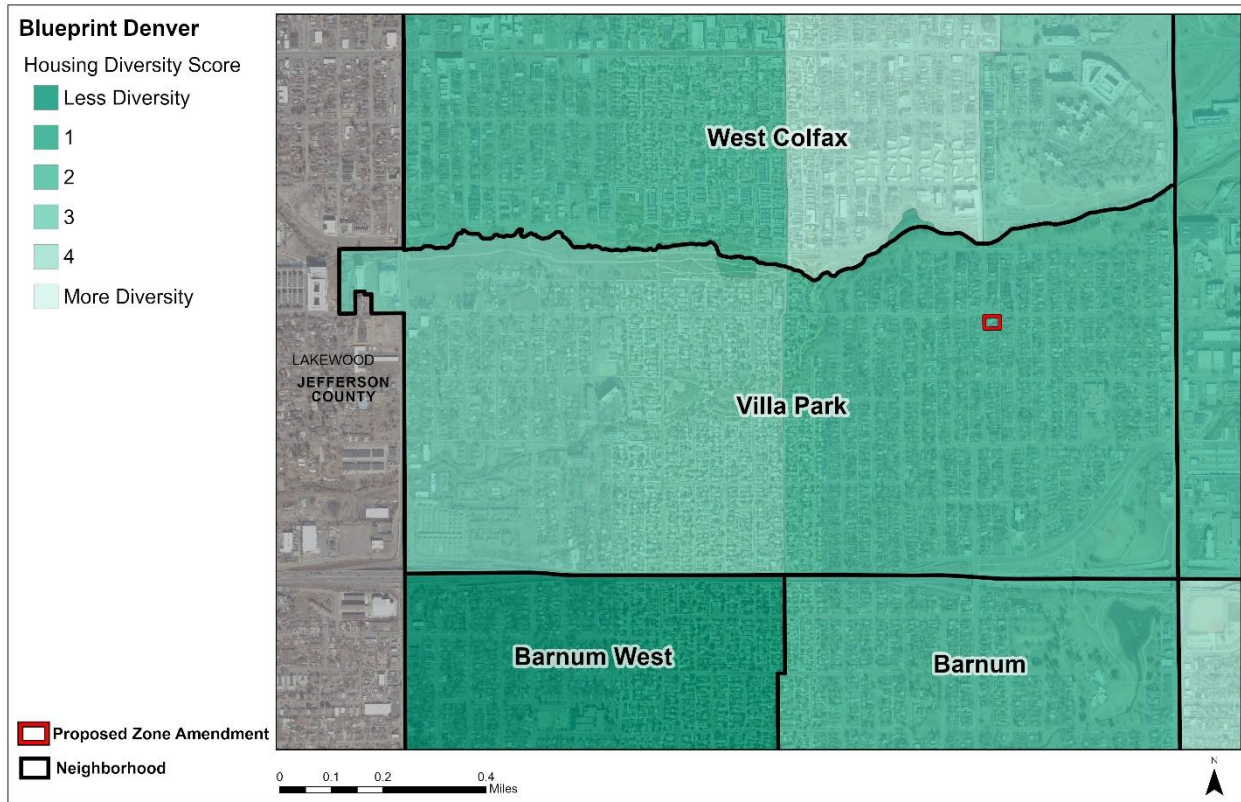 Blueprint Denver
Housing Diversity Score
Less Diversity
1
2
3
4
More Diversity
West Colfax
LAKEWOOD
JEFFERSON
COUNTY
Villa Park
Barnum West
Barnum
Proposed Zone Amendment
Neighborhood
0 0.1 0.2 0.4
Miles
N